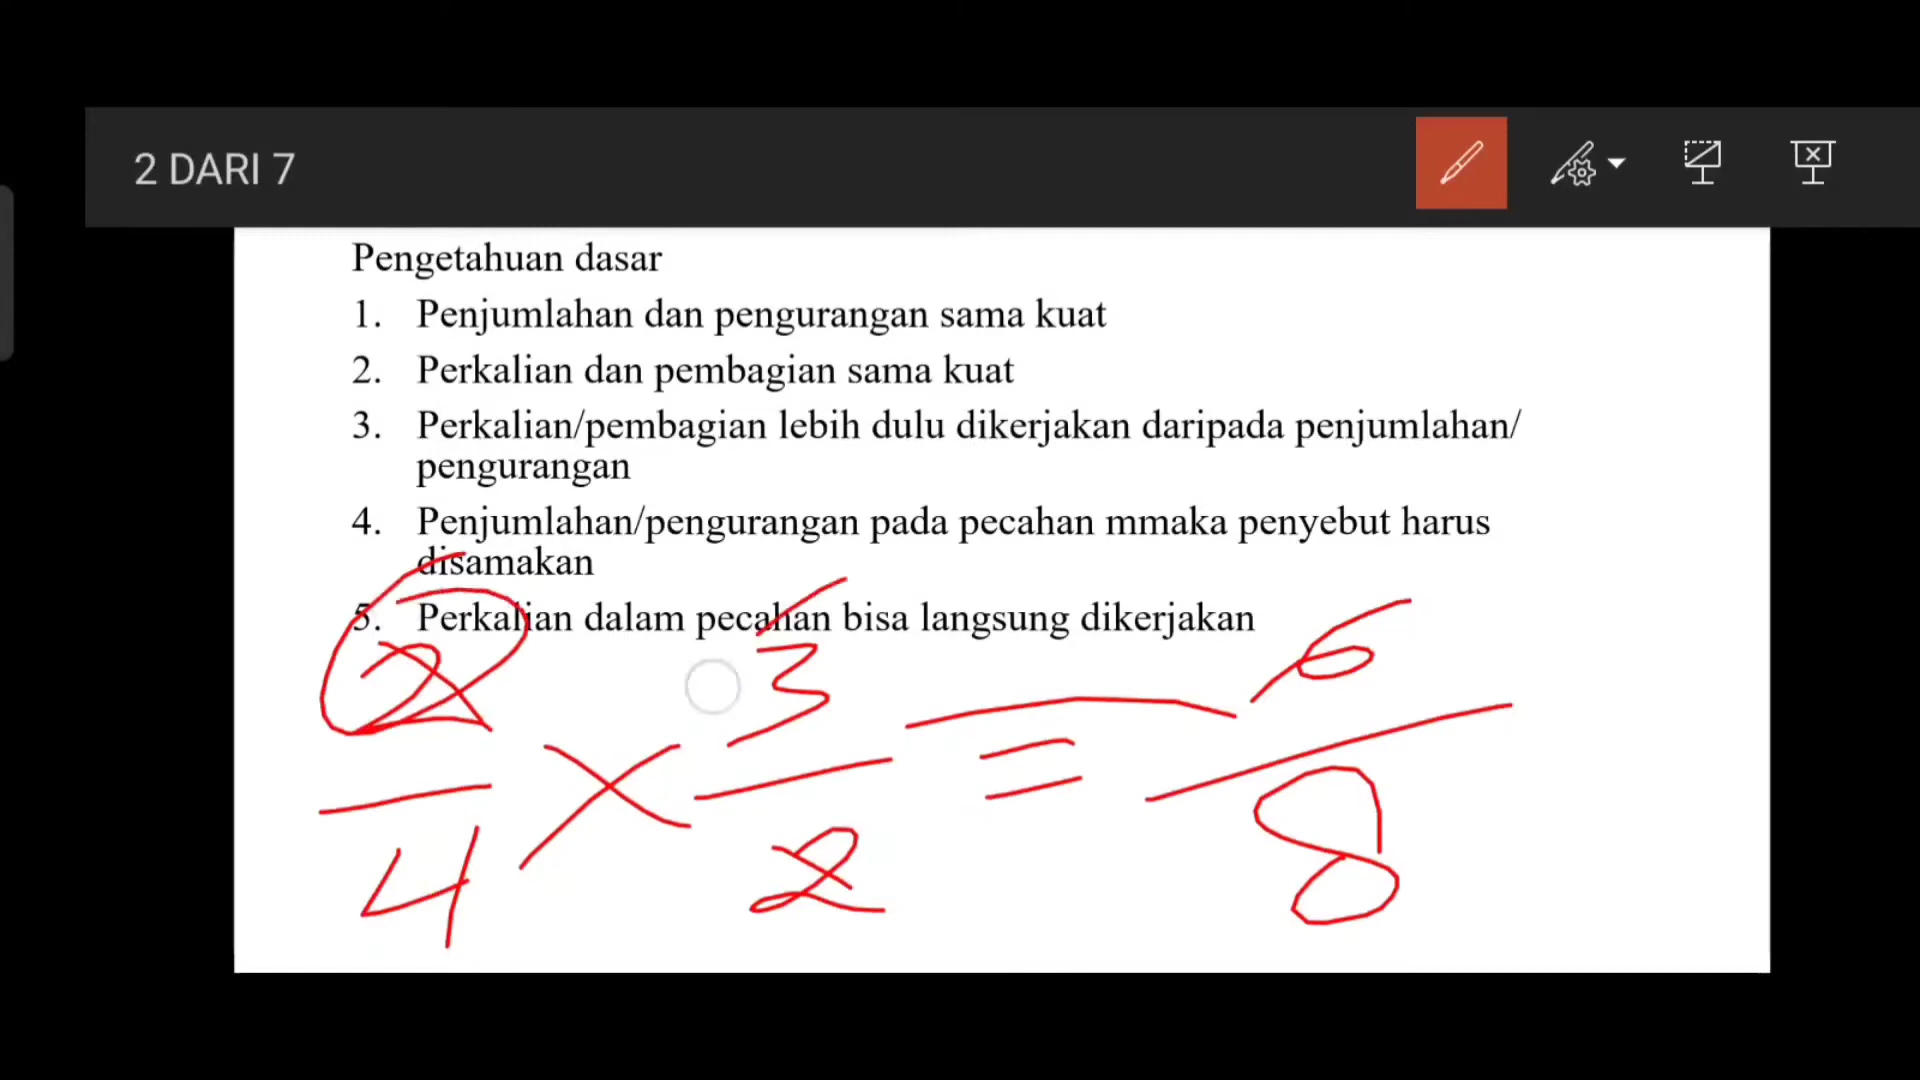 2 DARI 7
Pengetahuan dasar
1. Penjumlahan dan pengurangan sama kuat
2. Perkalian dan pembagian sama kuat
3. Perkalian/pembagian lebih dulu dikerjakan daripada penjumlahan/
pengurangan
4. Penjumlahan/pengurangan pada pecahan mmaka penyebut harus
disamakan
5. Perkalian dalam pecahan bisa langsung dikerjakan
2/4 × 3/2 = 6/8